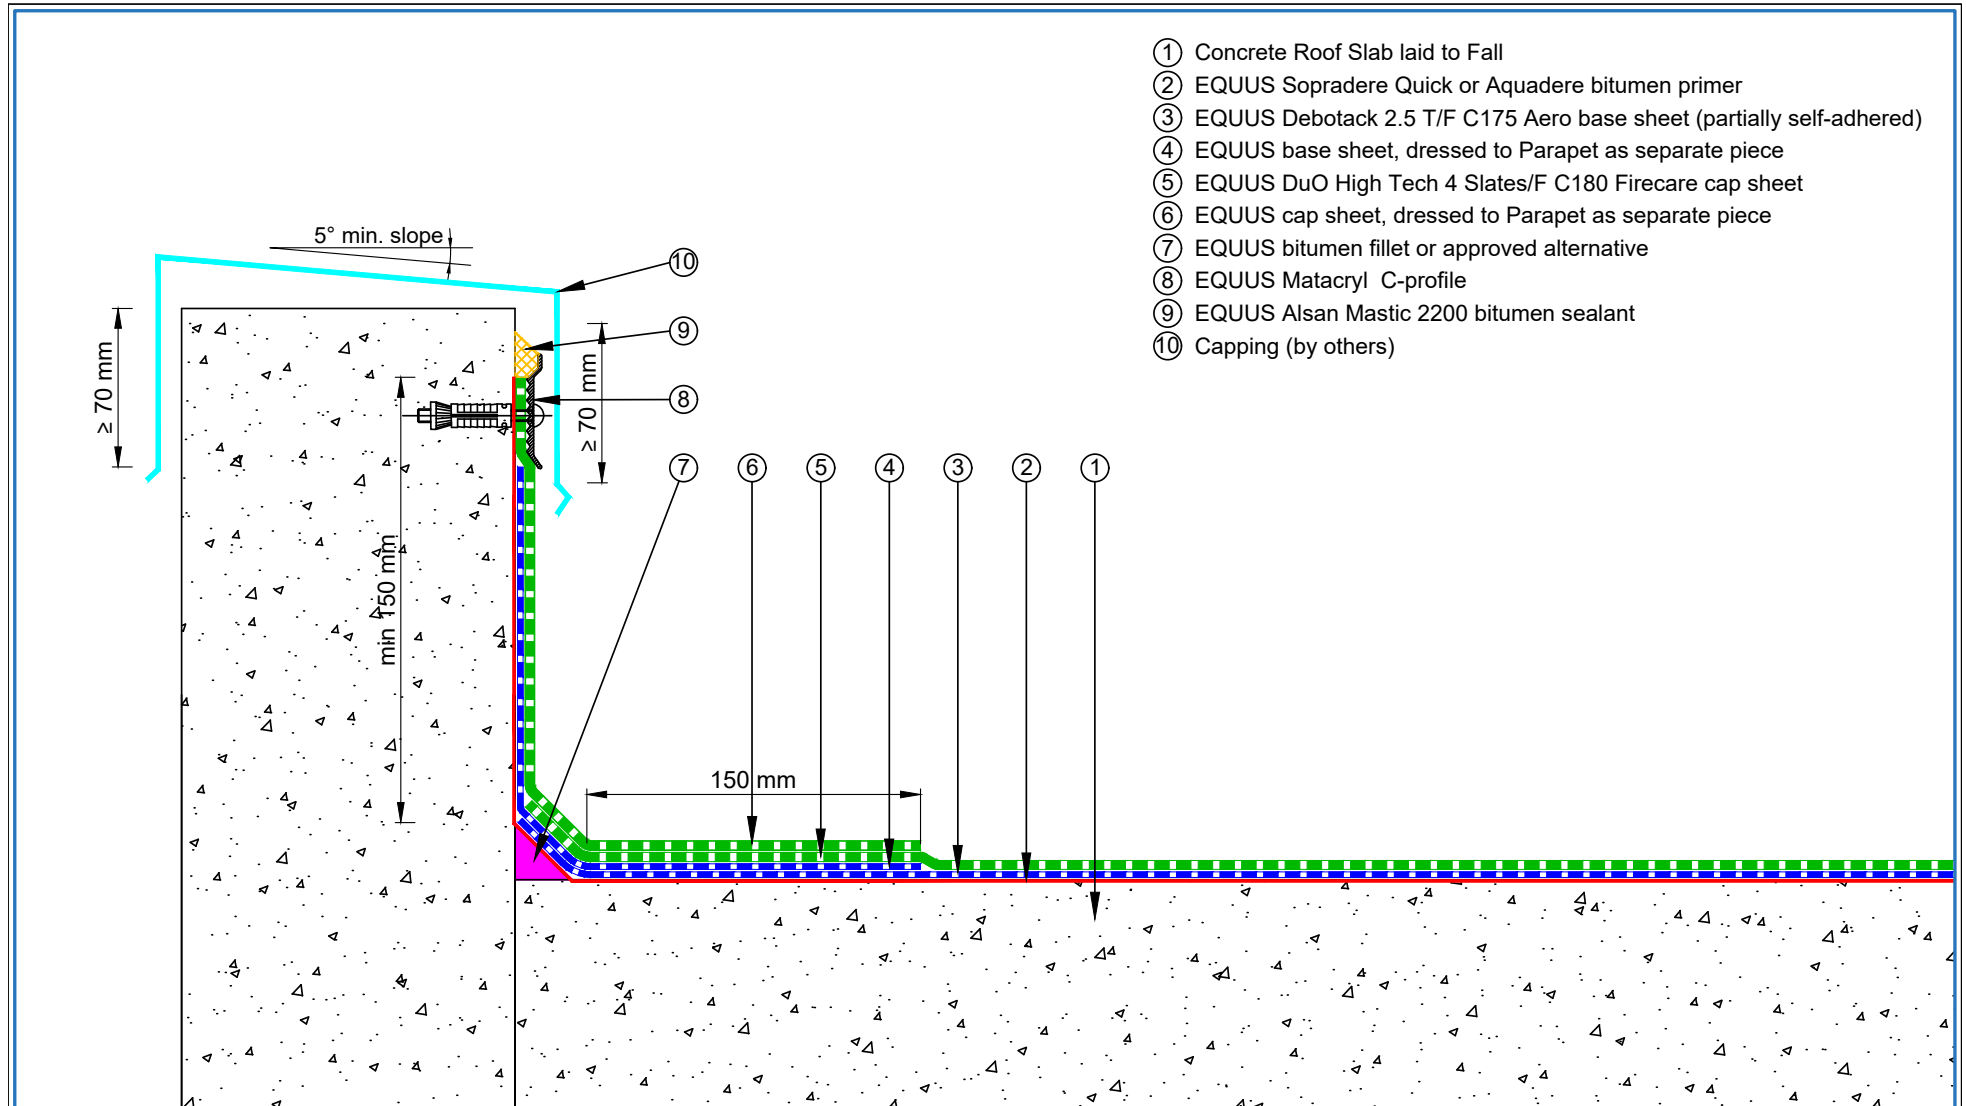 ① Concrete Roof Slab laid to Fall
② EQUUS Sopradere Quick or Aquadere bitumen primer
③ EQUUS Debotack 2.5 T/F C175 Aero base sheet (partially self-adhered)
④ EQUUS base sheet, dressed to Parapet as separate piece
⑤ EQUUS DuO High Tech 4 Slates/F C180 Firecare cap sheet
⑥ EQUUS cap sheet, dressed to Parapet as separate piece
⑦ EQUUS bitumen fillet or approved alternative
⑧ EQUUS Matacryl C-profile
⑨ EQUUS Alsan Mastic 2200 bitumen sealant
⑩ Capping (by others)
5° min. slope
⑩
⑨
≥ 70 mm
≥ 70 mm
⑧
⑦ ⑥ ⑤ ④ ③ ② ①
min 150 mm
150 mm